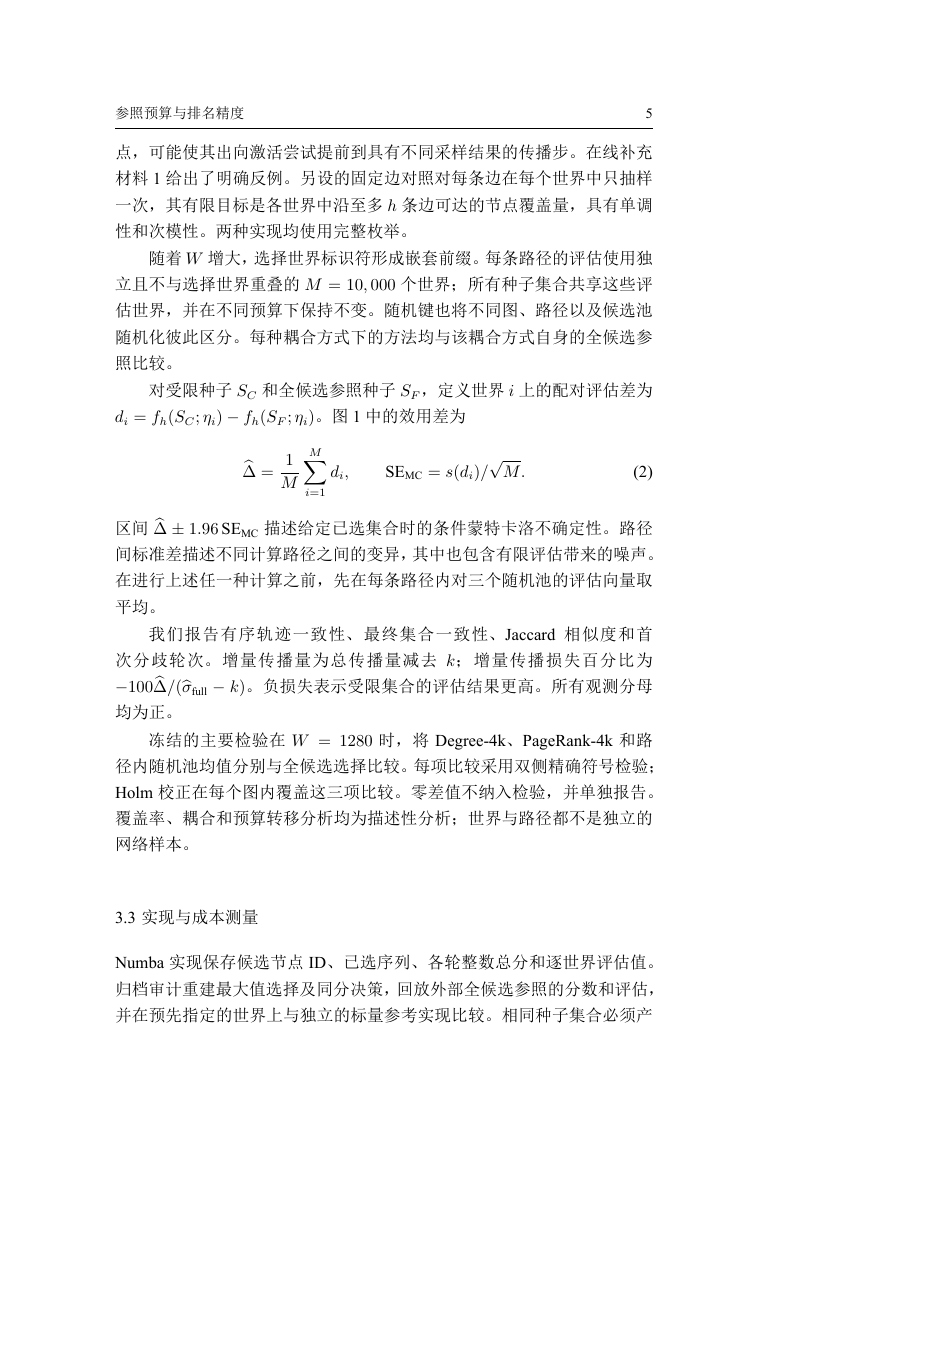 参照预算与排名精度 5
点，可能使其出向激活尝试提前到具有不同采样结果的传播步。在线补充
材料 1 给出了明确反例。另设的固定边对照对每条边在每个世界中只抽样
一次，其有限目标是各世界中沿至多 h 条边可达的节点覆盖量，具有单调
性和次模性。两种实现均使用完整枚举。
随着 W 增大，选择世界标识符形成嵌套前缀。每条路径的评估使用独
立且不与选择世界重叠的 M = 10,000 个世界；所有种子集合共享这些评
估世界，并在不同预算下保持不变。随机键也将不同图、路径以及候选池
随机化彼此区分。每种耦合方式下的方法均与该耦合方式自身的全候选参
照比较。
对受限种子 S_C 和全候选参照种子 S_F，定义世界 i 上的配对评估差为
d_i = f_h(S_C; η_i) − f_h(S_F; η_i)。图 1 中的效用差为
Δ̂ = 1/M ∑_{i=1}^{M} d_i, SE_MC = s(d_i)/√M. (2)
区间 Δ̂ ± 1.96 SE_MC 描述给定已选集合时的条件蒙特卡洛不确定性。路径
间标准差描述不同计算路径之间的变异，其中也包含有限评估带来的噪声。
在进行上述任一种计算之前，先在每条路径内对三个随机池的评估向量取
平均。
我们报告有序轨迹一致性、最终集合一致性、Jaccard 相似度和首
次分歧轮次。增量传播量为总传播量减去 k；增量传播损失百分比为
−100Δ̂/(σ̂_full − k)。负损失表示受限集合的评估结果更高。所有观测分母
均为正。
冻结的主要检验在 W = 1280 时，将 Degree-4k、PageRank-4k 和路
径内随机池均值分别与全候选选择比较。每项比较采用双侧精确符号检验；
Holm 校正在每个图内覆盖这三项比较。零差值不纳入检验，并单独报告。
覆盖率、耦合和预算转移分析均为描述性分析；世界与路径都不是独立的
网络样本。
3.3 实现与成本测量
Numba 实现保存候选节点 ID、已选序列、各轮整数总分和逐世界评估值。
归档审计重建最大值选择及同分决策，回放外部全候选参照的分数和评估，
并在预先指定的世界上与独立的标量参考实现比较。相同种子集合必须产